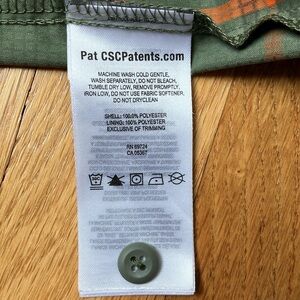 Pat CSCPatents.com
MACHINE WASH COLD GENTLE,
WASH SEPARATELY, DO NOT BLEACH,
TUMBLE DRY LOW, REMOVE PROMPTLY,
IRON LOW, DO NOT USE FABRIC SOFTENER,
DO NOT DRYCLEAN
SHELL: 100.0% POLYESTER
LINING: 100% POLYESTER
EXCLUSIVE OF TRIMMING
RN 69724
CA 05367